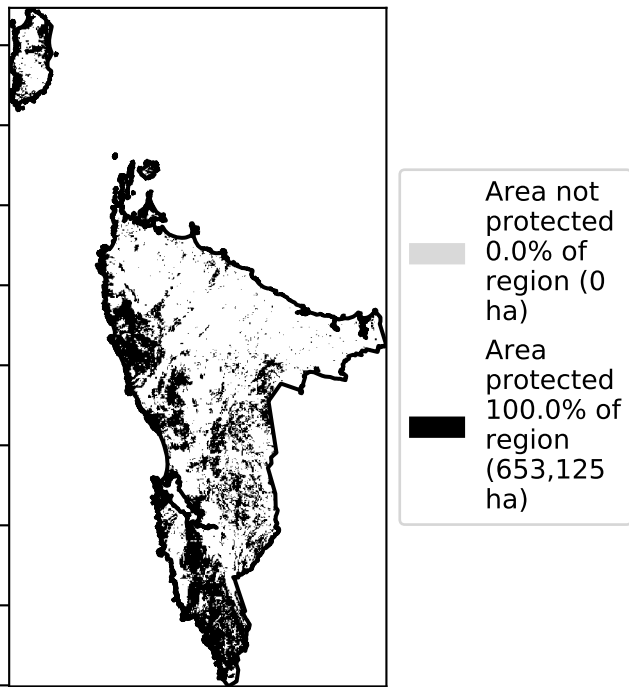 Area not
protected
0.0% of
region (0
ha)
Area
protected
100.0% of
region
(653,125
ha)